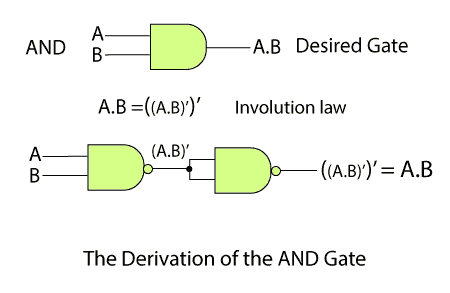 AND A B A.B Desired Gate
A.B =((A.B)')' Involution law
A B (A.B)' ((A.B)')' = A.B
The Derivation of the AND Gate